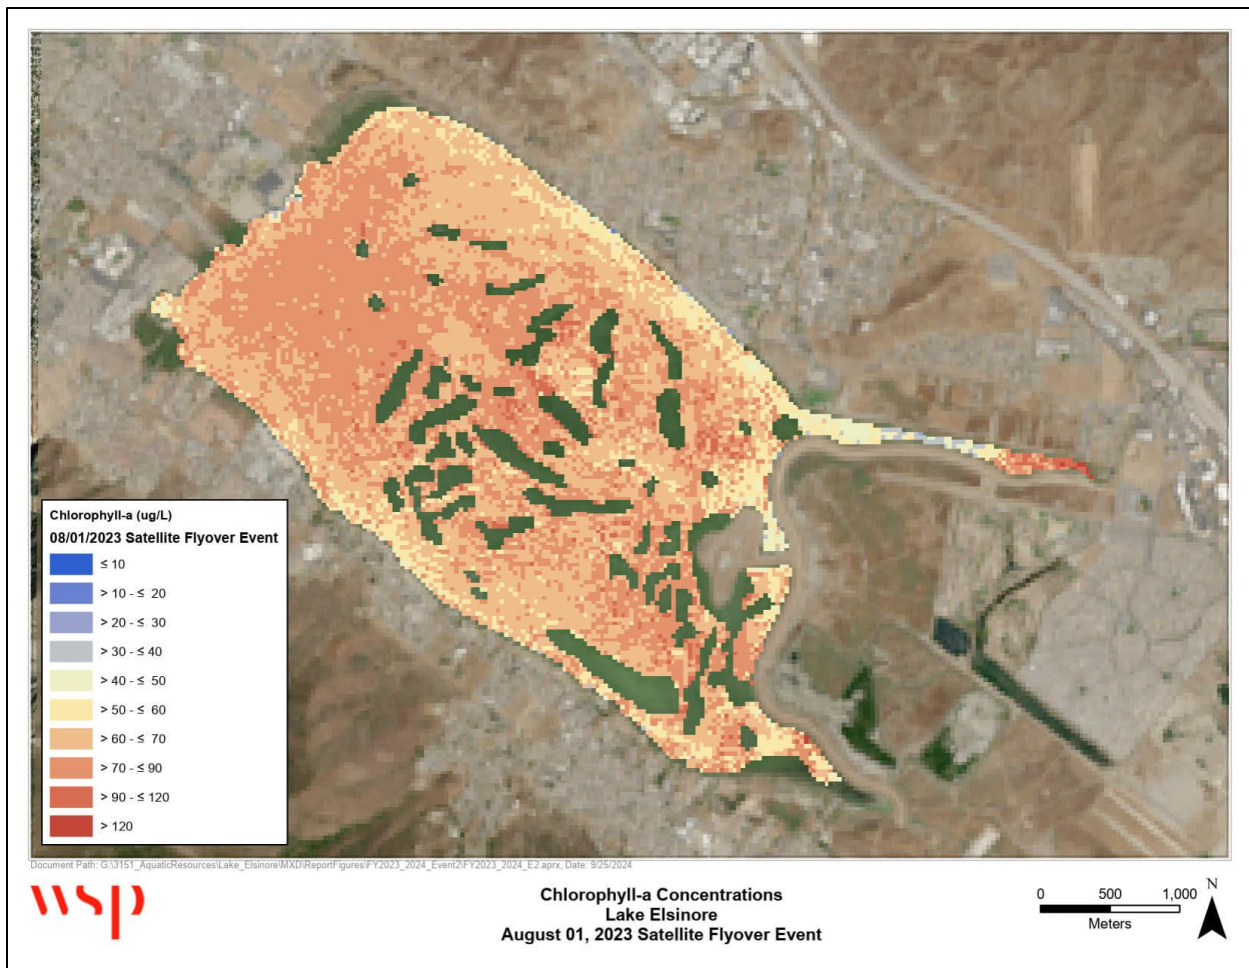 Chlorophyll-a (ug/L)
08/01/2023 Satellite Flyover Event
≤ 10
> 10 - ≤ 20
> 20 - ≤ 30
> 30 - ≤ 40
> 40 - ≤ 50
> 50 - ≤ 60
> 60 - ≤ 70
> 70 - ≤ 90
> 90 - ≤ 120
> 120
Document Path: G:\3151_AquaticResources\Lake_Elsinore\MXD\ReportFigures\FY2023_2024_Event2\FY2023_2024_E2.aprx, Date: 9/25/2024
wsp
Chlorophyll-a Concentrations
Lake Elsinore
August 01, 2023 Satellite Flyover Event
0 500 1,000
Meters
N